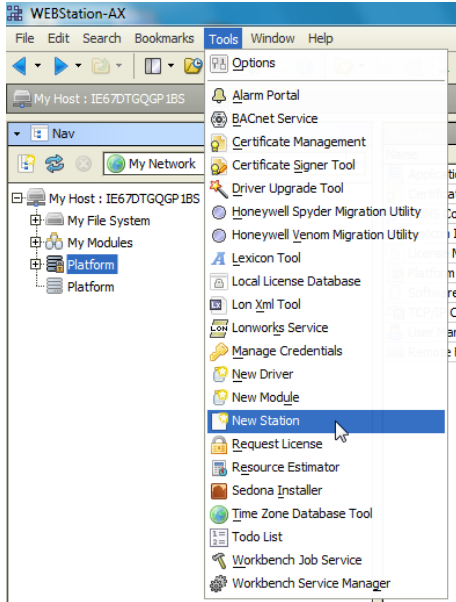 WEBStation-AX
File Edit Search Bookmarks Tools Window Help
My Host : IE67DTGQGP1BS
Nav
My Network
My Host : IE67DTGQGP1BS
My File System
My Modules
Platform
Platform
Options
Alarm Portal
BACnet Service
Certificate Management
Certificate Signer Tool
Driver Upgrade Tool
Honeywell Spyder Migration Utility
Honeywell Venom Migration Utility
Lexicon Tool
Local License Database
Lon Xml Tool
Lonworks Service
Manage Credentials
New Driver
New Module
New Station
Request License
Resource Estimator
Sedona Installer
Time Zone Database Tool
Todo List
Workbench Job Service
Workbench Service Manager